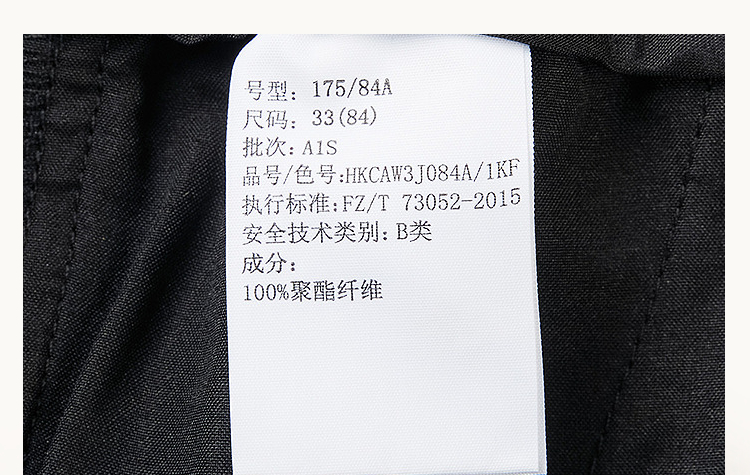 号型: 175/84A
尺码: 33(84)
批次: A1S
品号/色号:HKCAW3J084A/1KF
执行标准:FZ/T 73052-2015
安全技术类别: B类
成分:
100%聚酯纤维